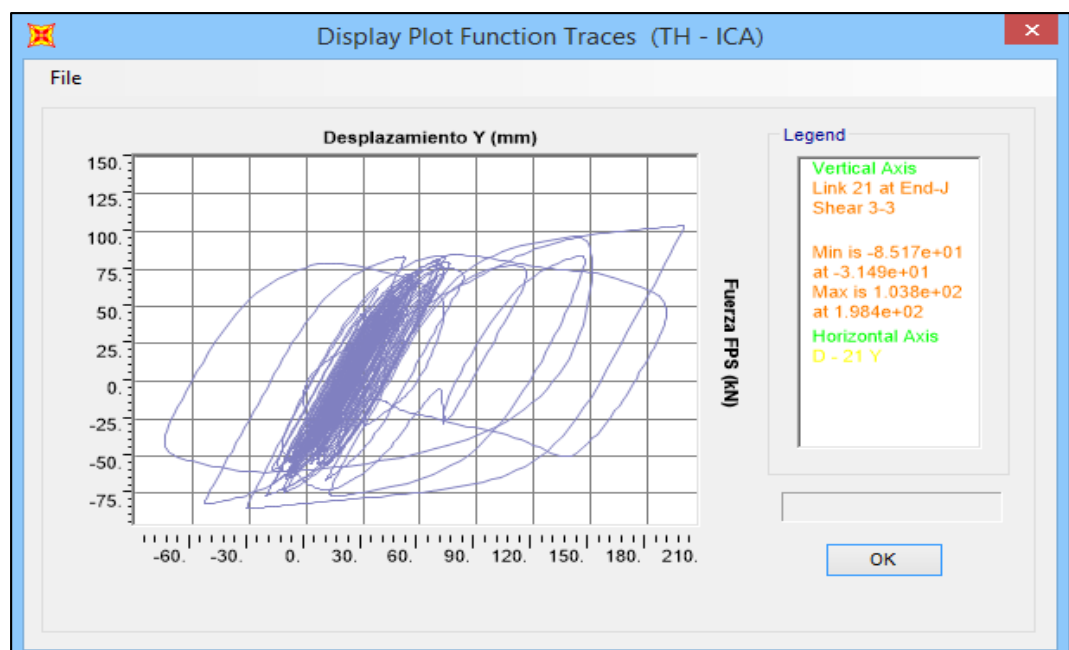 Display Plot Function Traces (TH - ICA)
File
Desplazamiento Y (mm)
150.
125.
100.
75.
50.
25.
0.
-25.
-50.
-75.
-60. -30. 0. 30. 60. 90. 120. 150. 180. 210.
Fuerza FPS (kN)
Legend
Vertical Axis
Link 21 at End-J
Shear 3-3
Min is -8.517e+01
at -3.149e+01
Max is 1.038e+02
at 1.984e+02
Horizontal Axis
D - 21 Y
OK